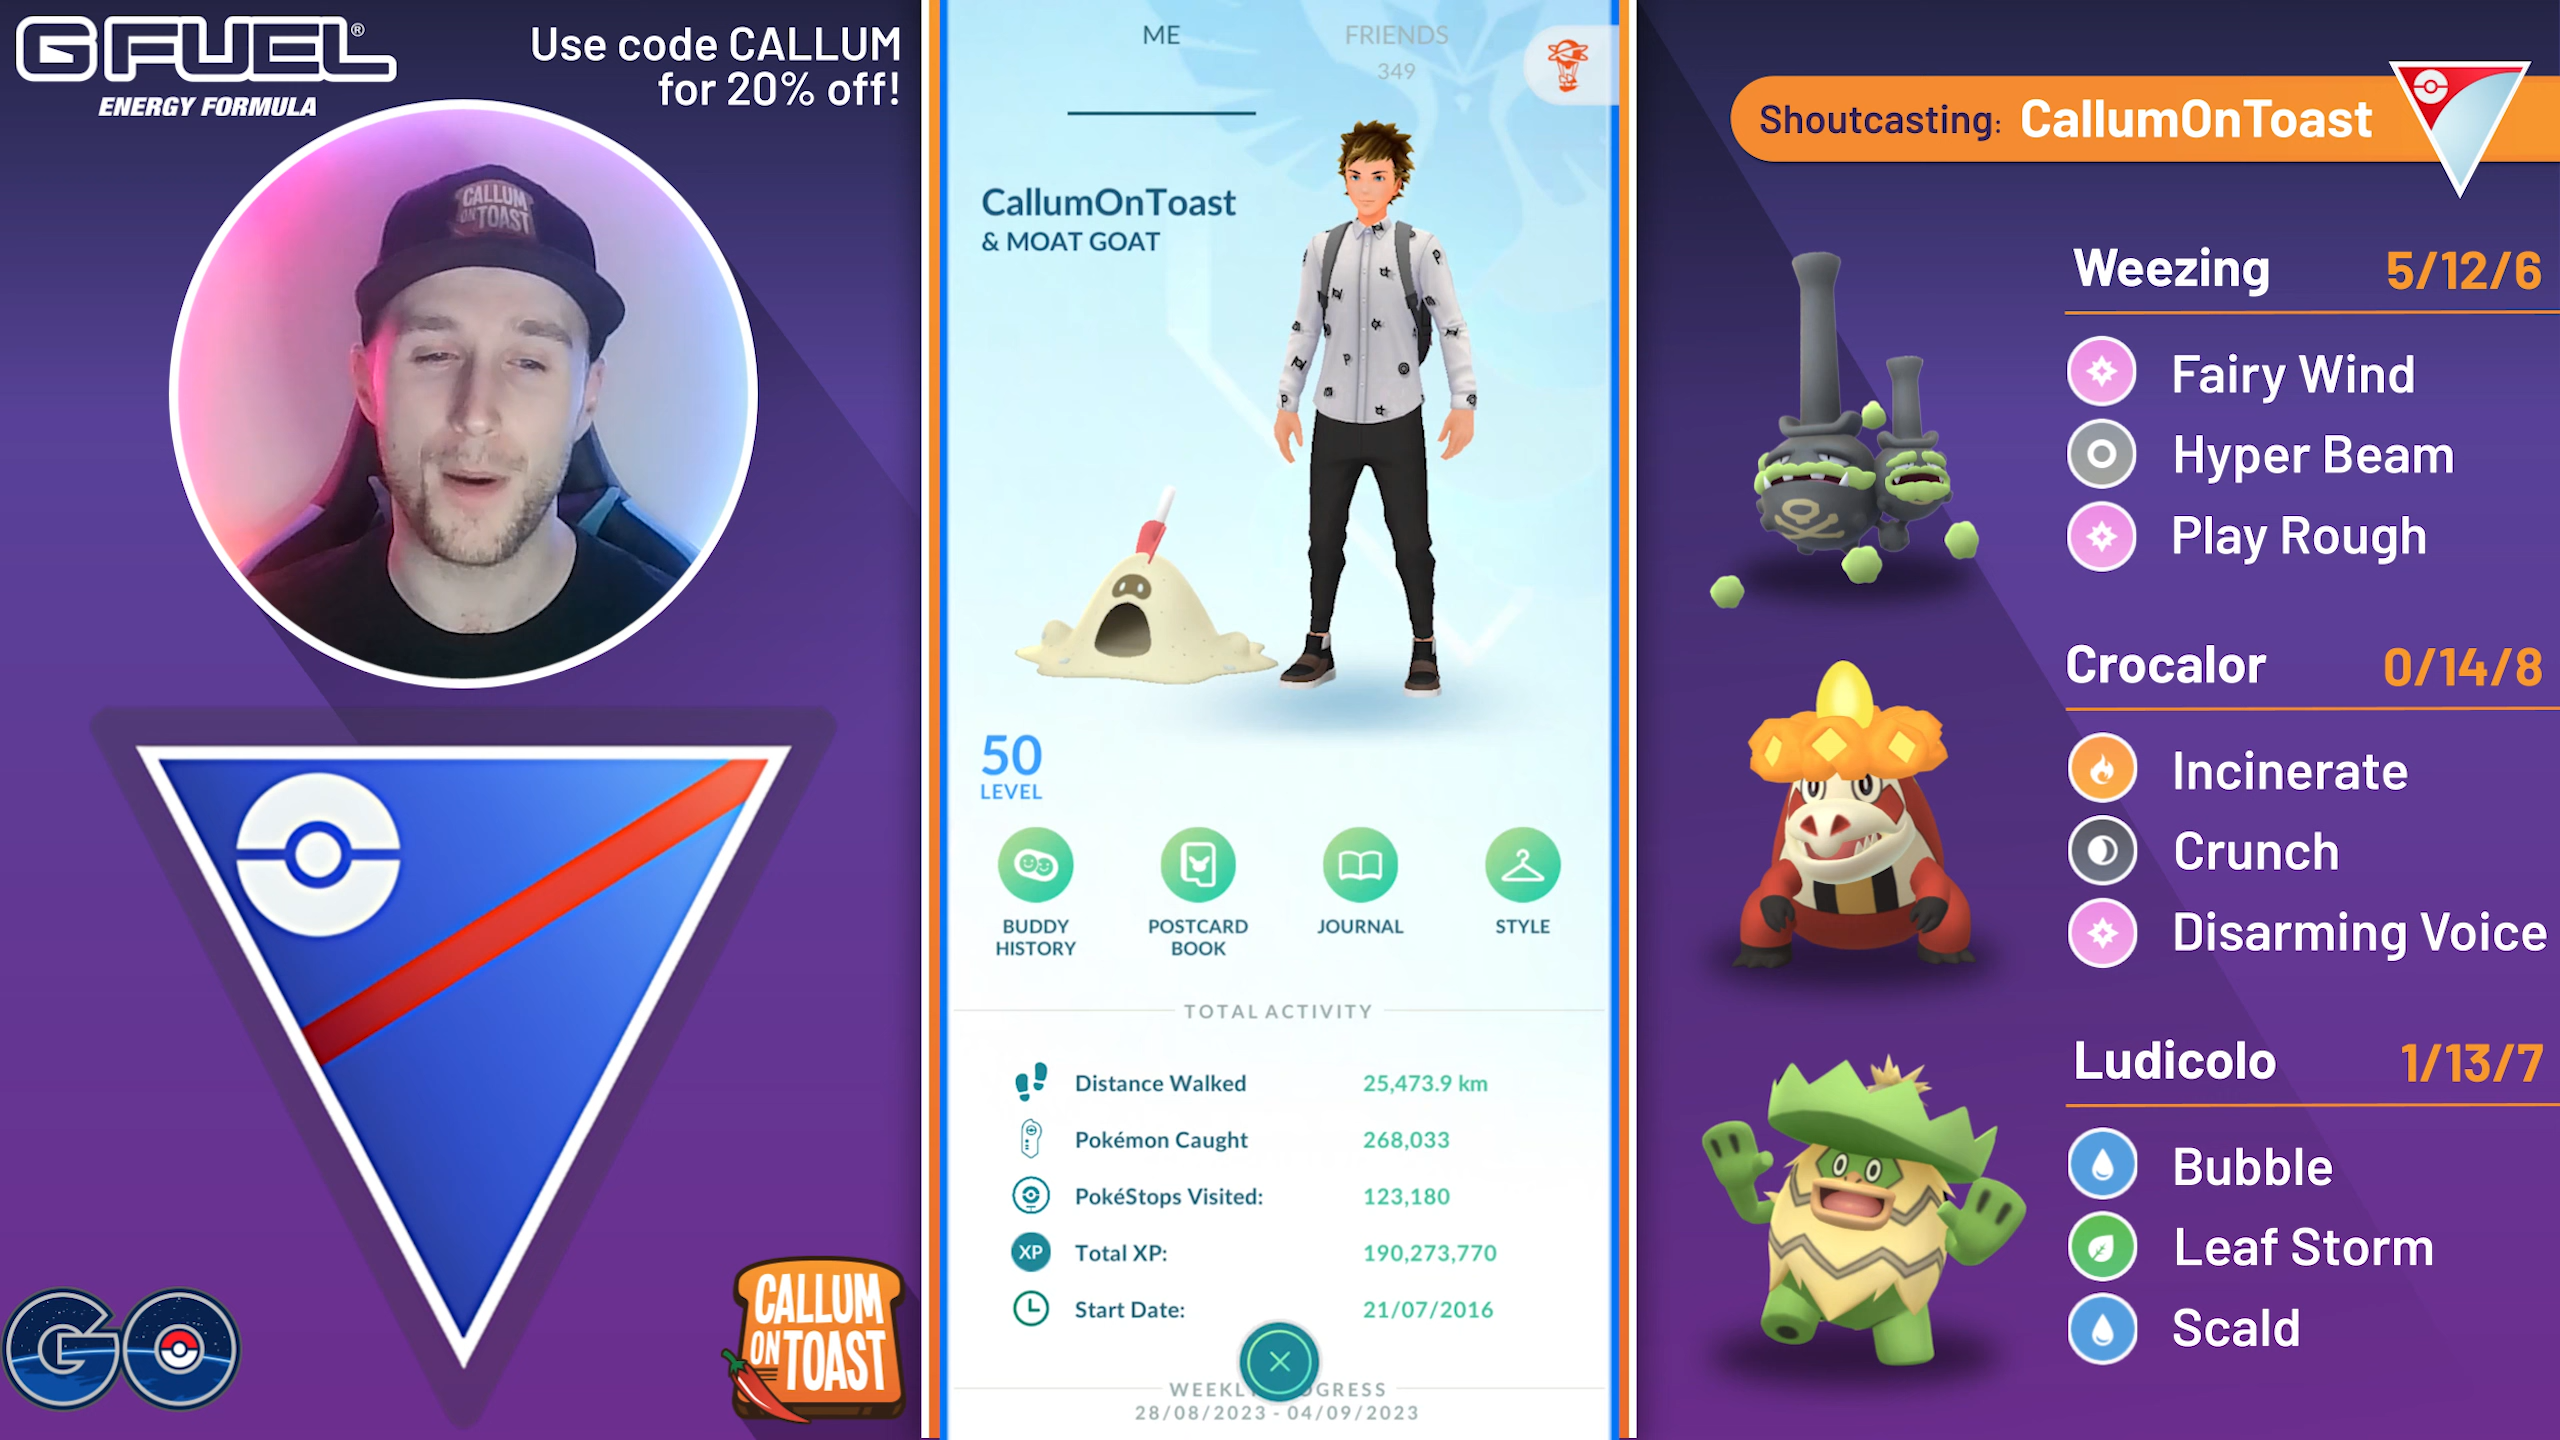 GFUEL®
ENERGY FORMULA
Use code CALLUM
for 20% off!
CALLUM
ON TOAST
GO
CALLUM
ON TOAST
ME
FRIENDS
349
CallumOnToast
& MOAT GOAT
50
LEVEL
BUDDY
HISTORY
POSTCARD
BOOK
JOURNAL
STYLE
TOTAL ACTIVITY
Distance Walked 25,473.9 km
Pokémon Caught 268,033
PokéStops Visited: 123,180
XP Total XP: 190,273,770
Start Date: 21/07/2016
28/08/2023 - 04/09/2023
Shoutcasting: CallumOnToast
Weezing 5/12/6
Fairy Wind
Hyper Beam
Play Rough
Crocalor 0/14/8
Incinerate
Crunch
Disarming Voice
Ludicolo 1/13/7
Bubble
Leaf Storm
Scald